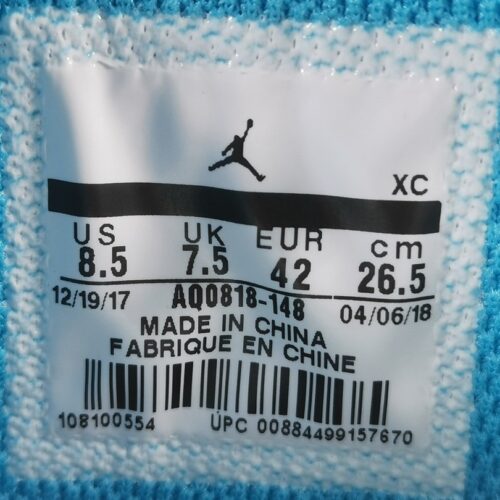 XC
US UK EUR cm
8.5 7.5 42 26.5
12/19/17 AQ0818-148 04/06/18
MADE IN CHINA
FABRIQUE EN CHINE
108100554 UPC 00884499157670